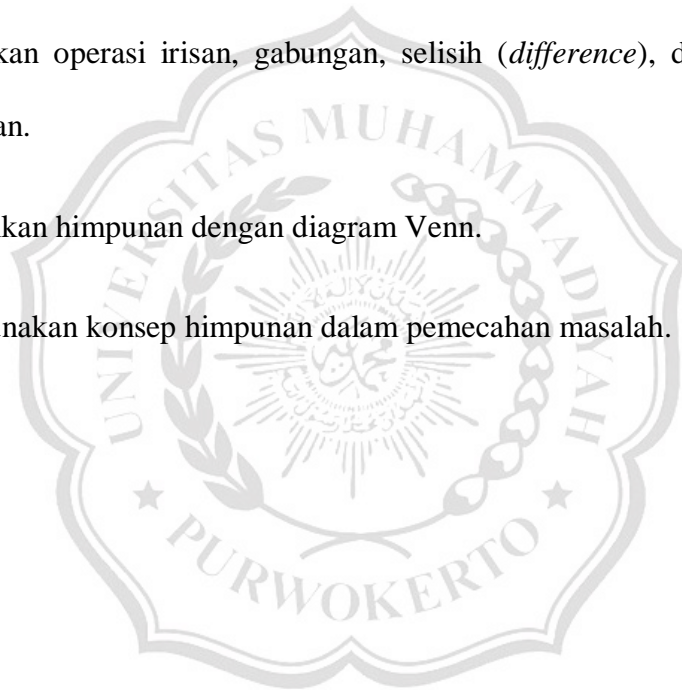 kan operasi irisan, gabungan, selisih (difference), d
an.
kan himpunan dengan diagram Venn.
nakan konsep himpunan dalam pemecahan masalah.
UNIVERSITAS MUHAMMADIYAH
PURWOKERTO